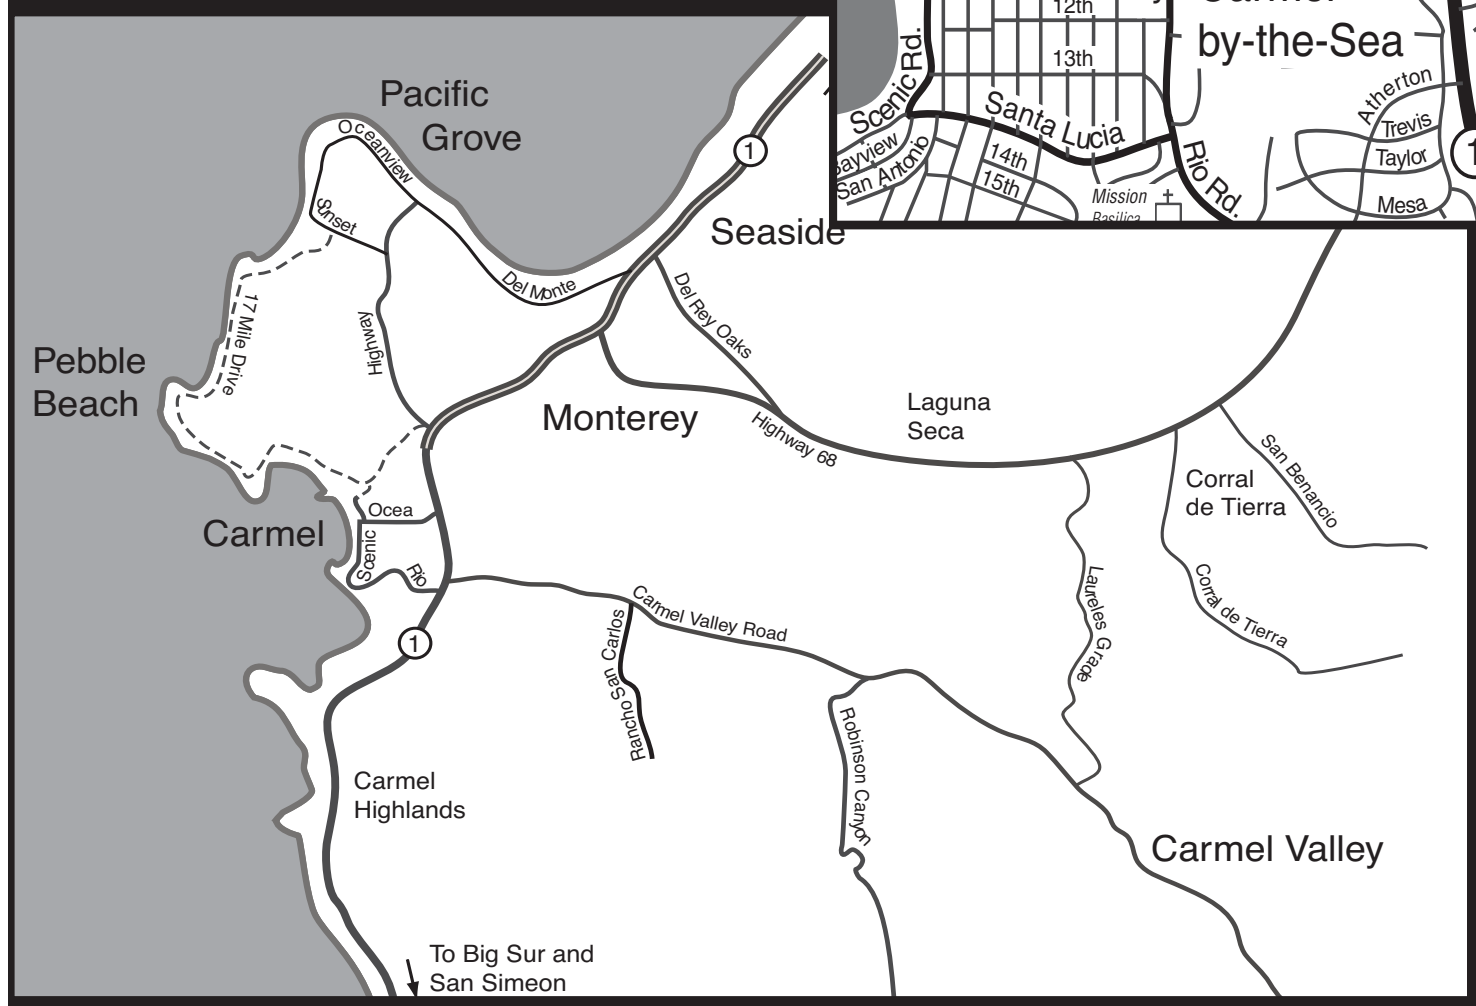 12th
by-the-Sea
13th
Scenic Rd.
Santa Lucia
Atherton
Trevis
Taylor
Mesa
1
San Antonio
14th
15th
Rio Rd.
Mission
Basilica
Pacific
Grove
Oceanview
1
Seaside
Sunset
Del Monte
Del Rey Oaks
17 Mile Drive
Highway
Pebble
Beach
Monterey
Highway 68
Laguna
Seca
San Benancio
Corral
de Tierra
Ocea
Carmel
Scenic
Rio
Corral de Tierra
Laureles Grade
Carmel Valley Road
Rancho San Carlos
1
Robinson Canyon
Carmel
Highlands
Carmel Valley
To Big Sur and
San Simeon